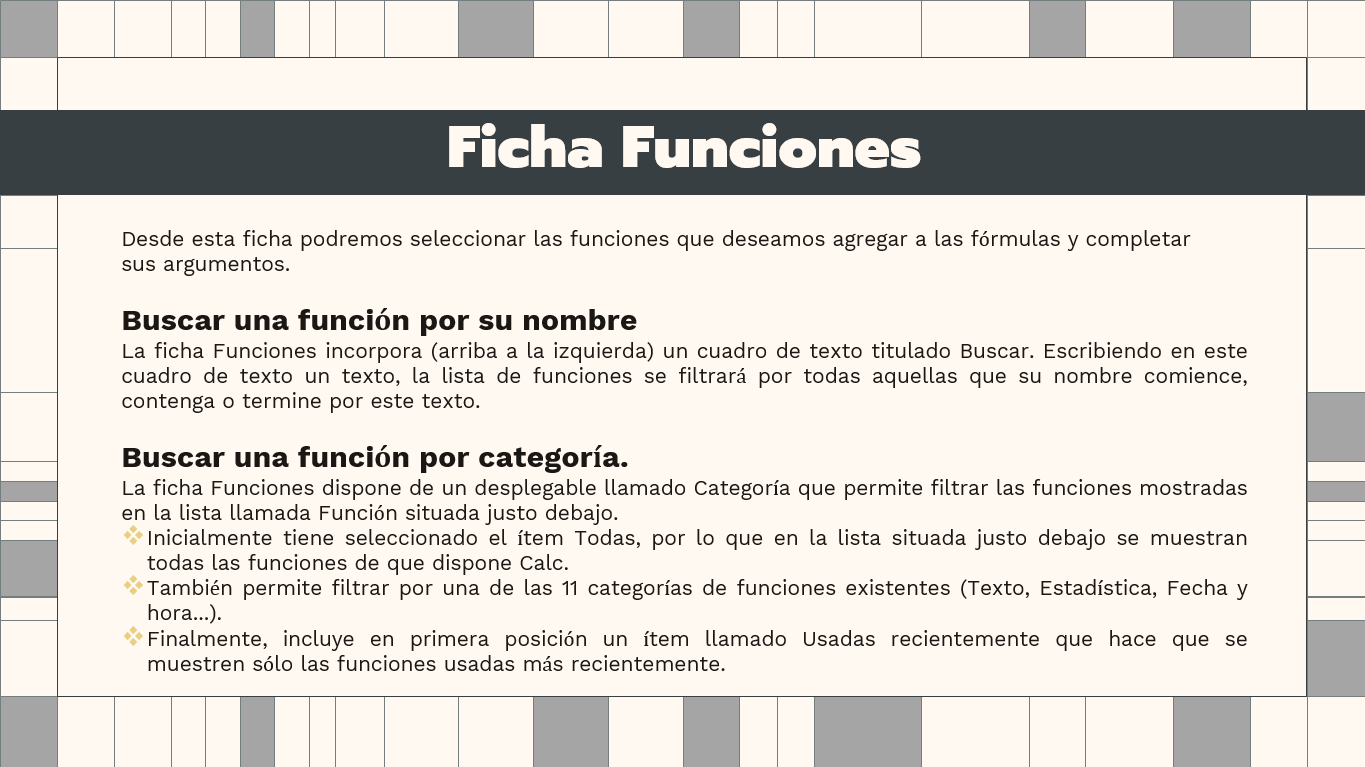 Ficha Funciones
Desde esta ficha podremos seleccionar las funciones que deseamos agregar a las fórmulas y completar
sus argumentos.
Buscar una función por su nombre
La ficha Funciones incorpora (arriba a la izquierda) un cuadro de texto titulado Buscar. Escribiendo en este
cuadro de texto un texto, la lista de funciones se filtrará por todas aquellas que su nombre comience,
contenga o termine por este texto.
Buscar una función por categoría.
La ficha Funciones dispone de un desplegable llamado Categoría que permite filtrar las funciones mostradas
en la lista llamada Función situada justo debajo.
❖Inicialmente tiene seleccionado el ítem Todas, por lo que en la lista situada justo debajo se muestran
todas las funciones de que dispone Calc.
❖También permite filtrar por una de las 11 categorías de funciones existentes (Texto, Estadística, Fecha y
hora...).
❖Finalmente, incluye en primera posición un ítem llamado Usadas recientemente que hace que se
muestren sólo las funciones usadas más recientemente.